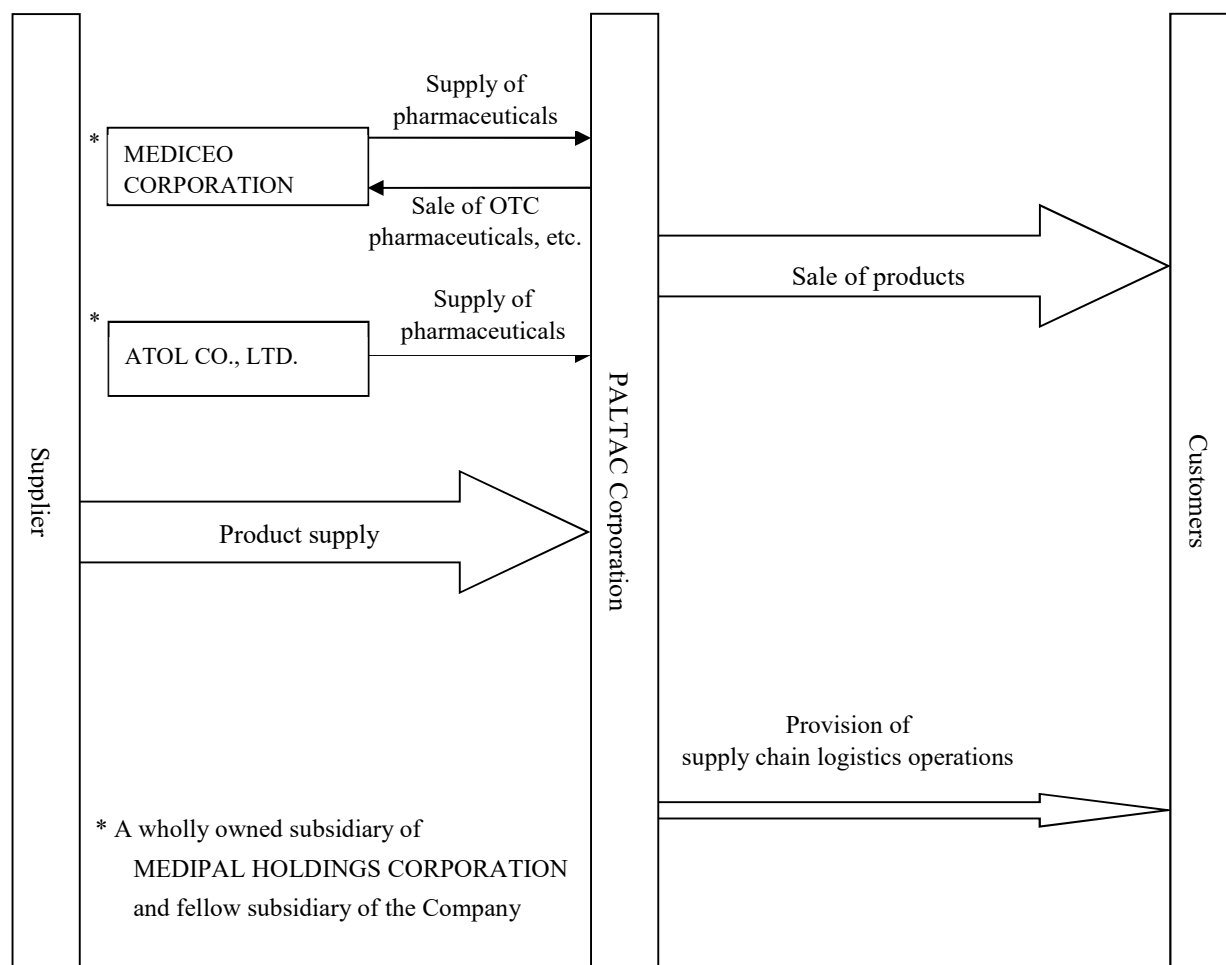 Supply of
pharmaceuticals
*
MEDICEO
CORPORATION
Sale of OTC
pharmaceuticals, etc.
Sale of products
Supply of
pharmaceuticals
*
ATOL CO., LTD.
Supplier
PALTAC Corporation
Customers
Product supply
Provision of
supply chain logistics operations
* A wholly owned subsidiary of
MEDIPAL HOLDINGS CORPORATION
and fellow subsidiary of the Company